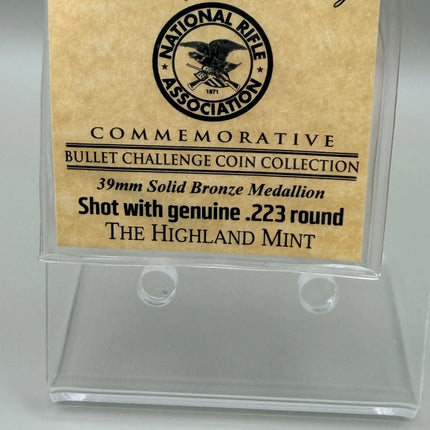 NATIONAL RIFLE
ASSOCIATION
1871
COMMEMORATIVE
BULLET CHALLENGE COIN COLLECTION
39mm Solid Bronze Medallion
Shot with genuine .223 round
THE HIGHLAND MINT